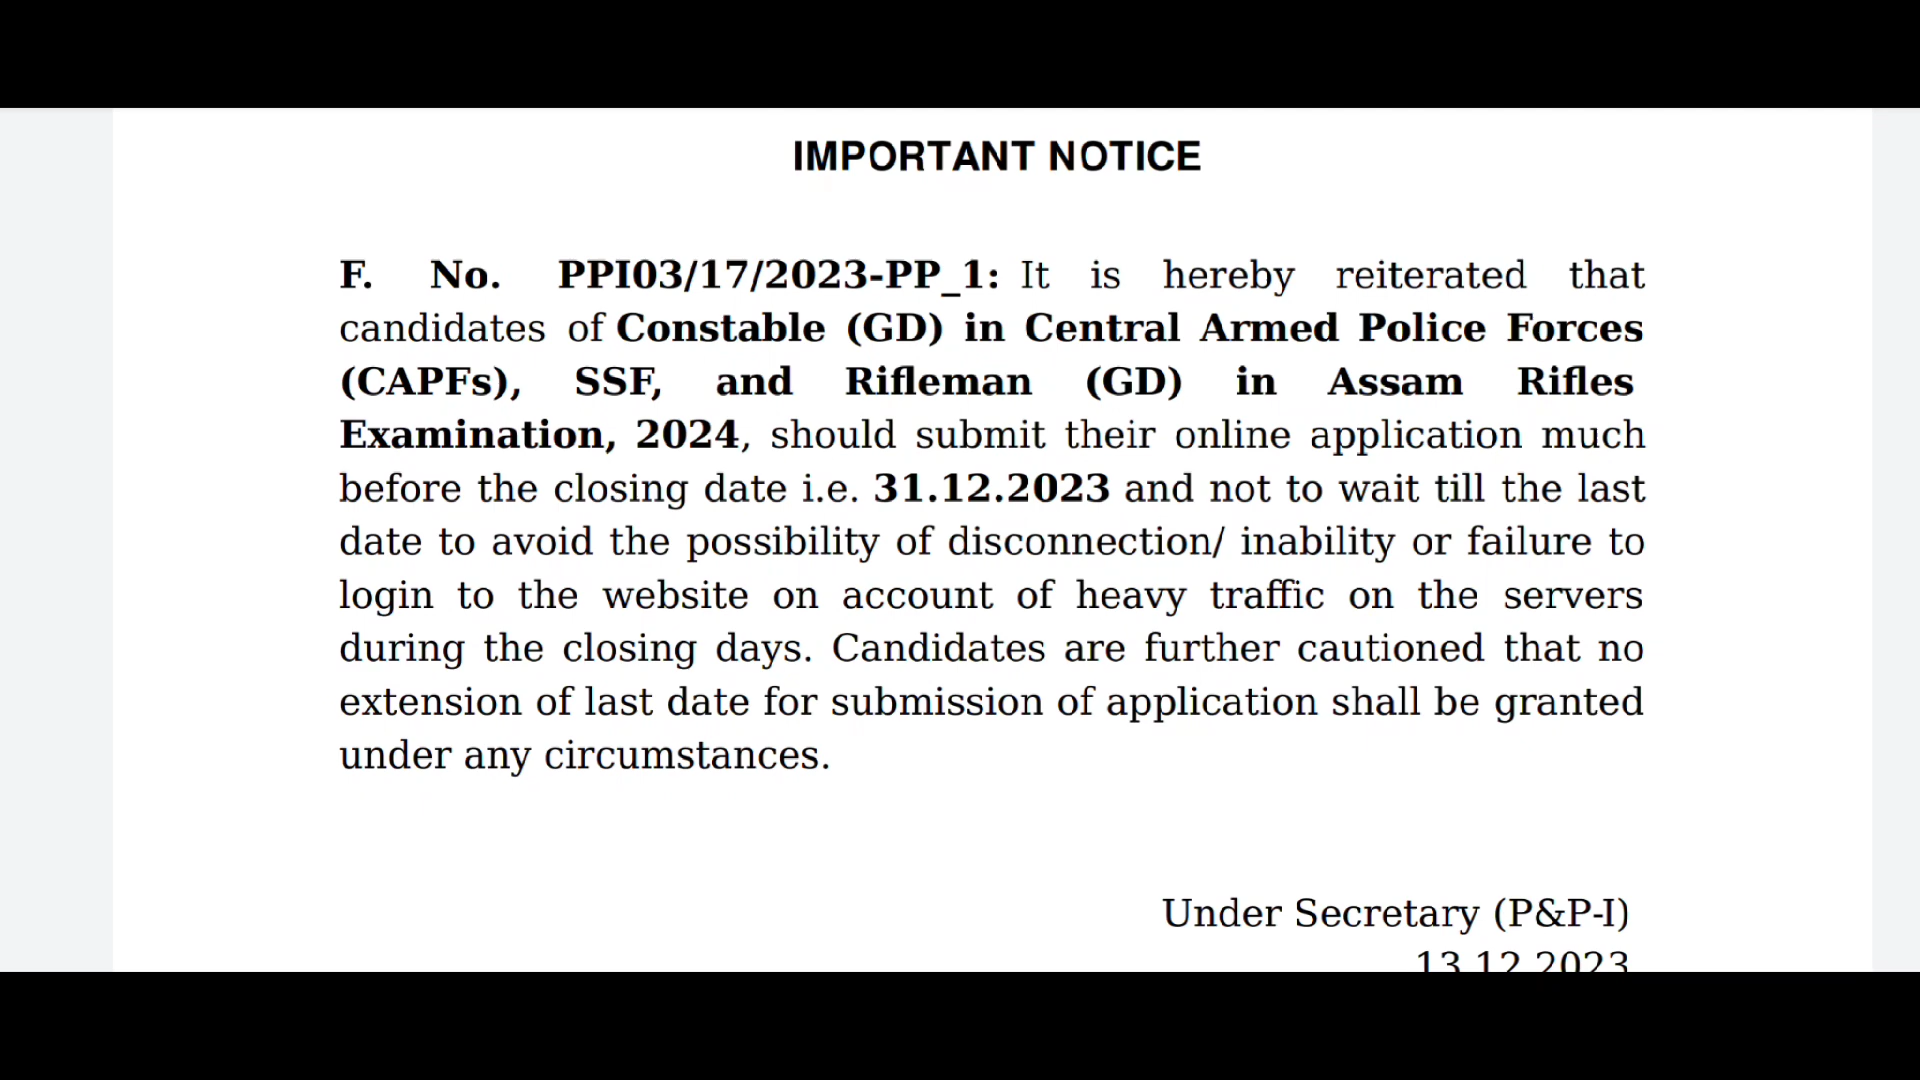 IMPORTANT NOTICE
F. No. PPI03/17/2023-PP_1: It is hereby reiterated that
candidates of Constable (GD) in Central Armed Police Forces
(CAPFs), SSF, and Rifleman (GD) in Assam Rifles
Examination, 2024, should submit their online application much
before the closing date i.e. 31.12.2023 and not to wait till the last
date to avoid the possibility of disconnection/ inability or failure to
login to the website on account of heavy traffic on the servers
during the closing days. Candidates are further cautioned that no
extension of last date for submission of application shall be granted
under any circumstances.
Under Secretary (P&P-I)
13.12.2023